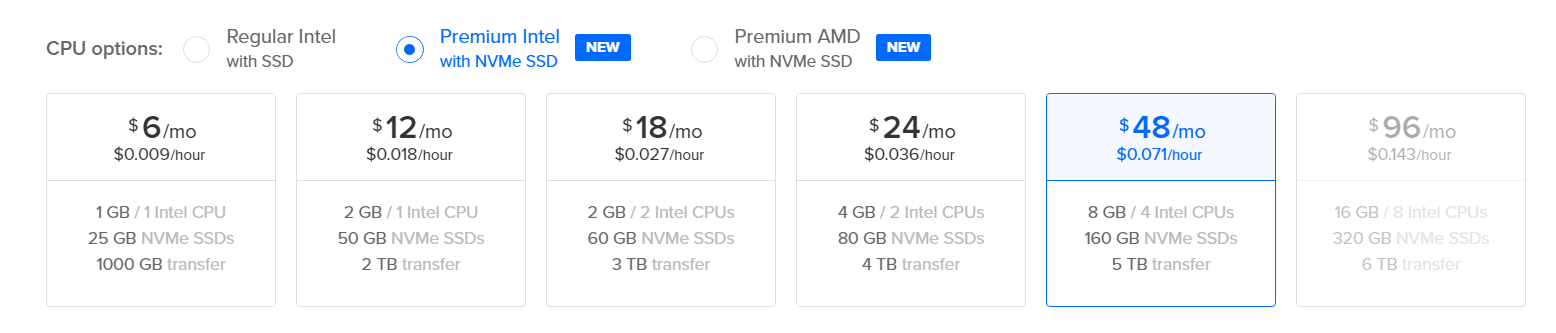 CPU options:
Regular Intel
with SSD
Premium Intel
with NVMe SSD
NEW
Premium AMD
with NVMe SSD
NEW
$6/mo
$0.009/hour
1 GB / 1 Intel CPU
25 GB NVMe SSDs
1000 GB transfer
$12/mo
$0.018/hour
2 GB / 1 Intel CPU
50 GB NVMe SSDs
2 TB transfer
$18/mo
$0.027/hour
2 GB / 2 Intel CPUs
60 GB NVMe SSDs
3 TB transfer
$24/mo
$0.036/hour
4 GB / 2 Intel CPUs
80 GB NVMe SSDs
4 TB transfer
$48/mo
$0.071/hour
8 GB / 4 Intel CPUs
160 GB NVMe SSDs
5 TB transfer
$96/mo
$0.143/hour
16 GB / 8 Intel CPUs
320 GB NVMe SSDs
6 TB transfer